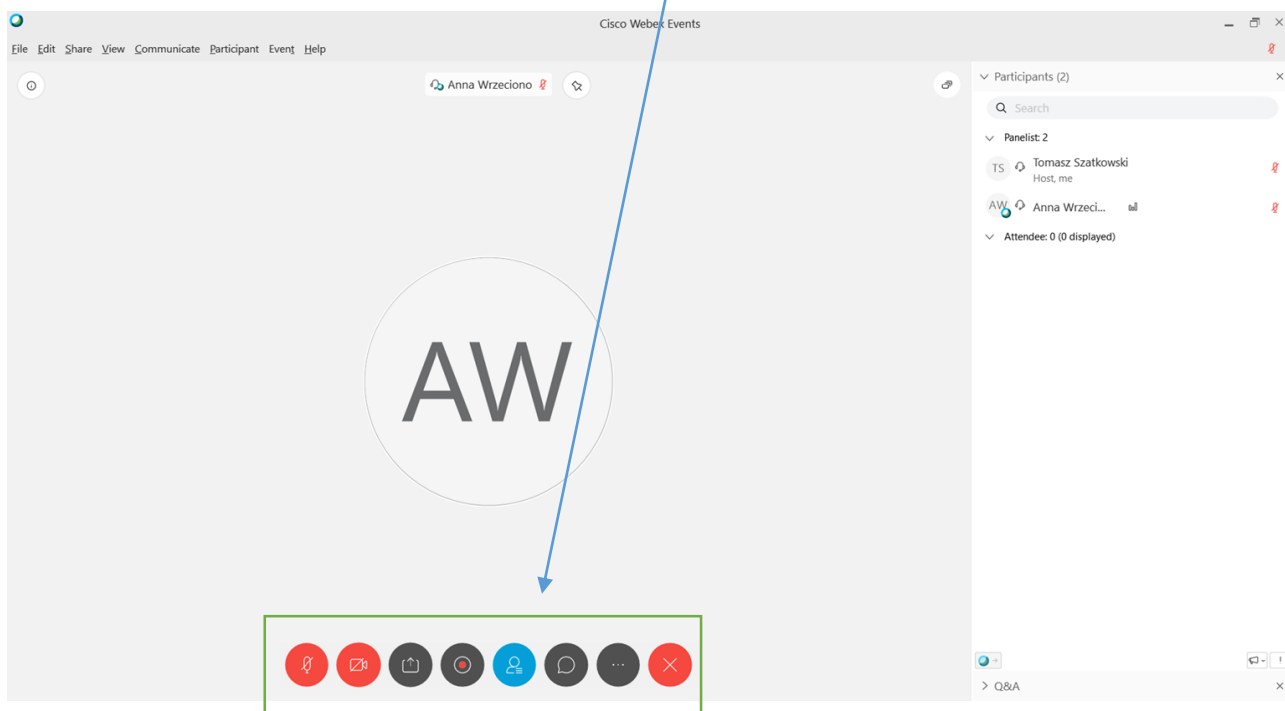 Cisco Webex Events
File Edit Share View Communicate Participant Event Help
Anna Wrzeciono
Participants (2)
Search
Panelist: 2
TS
Tomasz Szatkowski
Host, me
AW
Anna Wrzeci...
Attendee: 0 (0 displayed)
AW
Q&A